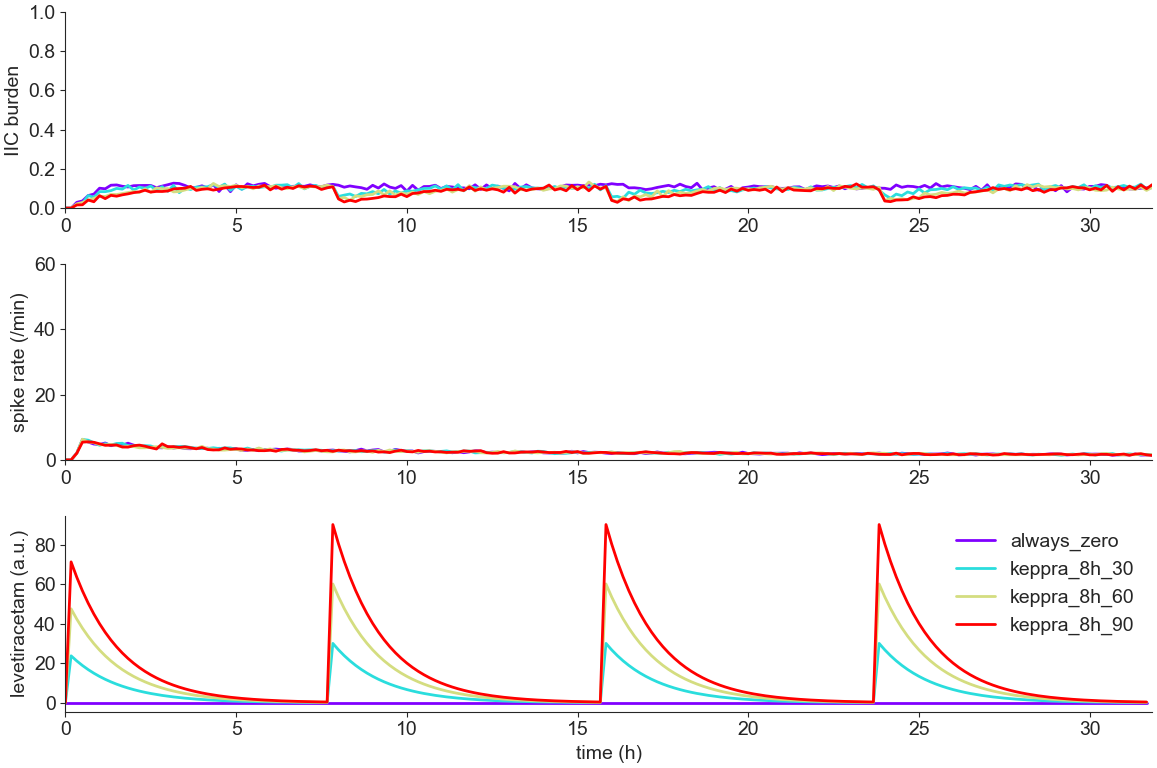 1.0
0.8
0.6
0.4
0.2
0.0
IIC burden
0 5 10 15 20 25 30
60
40
20
0
spike rate (/min)
0 5 10 15 20 25 30
80
60
40
20
0
levetiracetam (a.u.)
always_zero
keppra_8h_30
keppra_8h_60
keppra_8h_90
0 5 10 15 20 25 30
time (h)